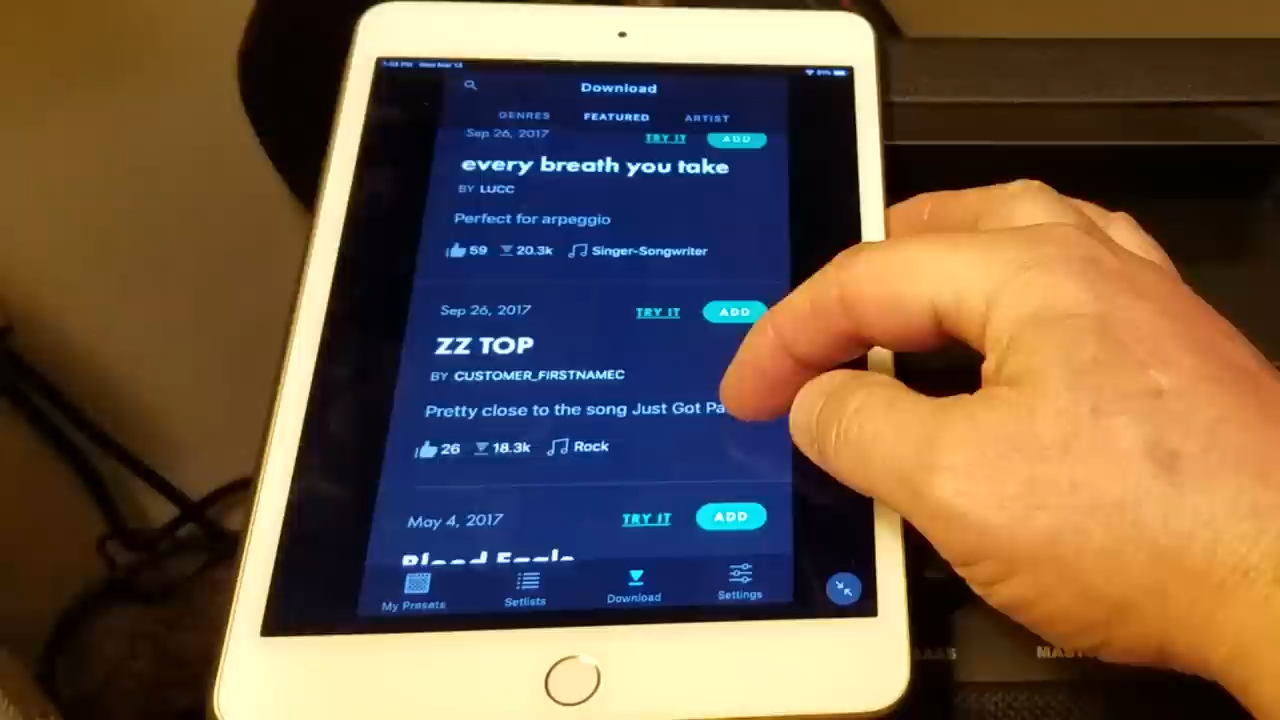 Download
GENRES FEATURED ARTIST
Sep 26, 2017 TRY IT ADD
every breath you take
BY LUCC
Perfect for arpeggio
59 20.3k Singer-Songwriter
Sep 26, 2017 TRY IT ADD
ZZ TOP
BY CUSTOMER_FIRSTNAMEC
Pretty close to the song Just Got Pa
26 18.3k Rock
May 4, 2017 TRY IT ADD
Blood Eagle
My Presets Setlists Download Settings